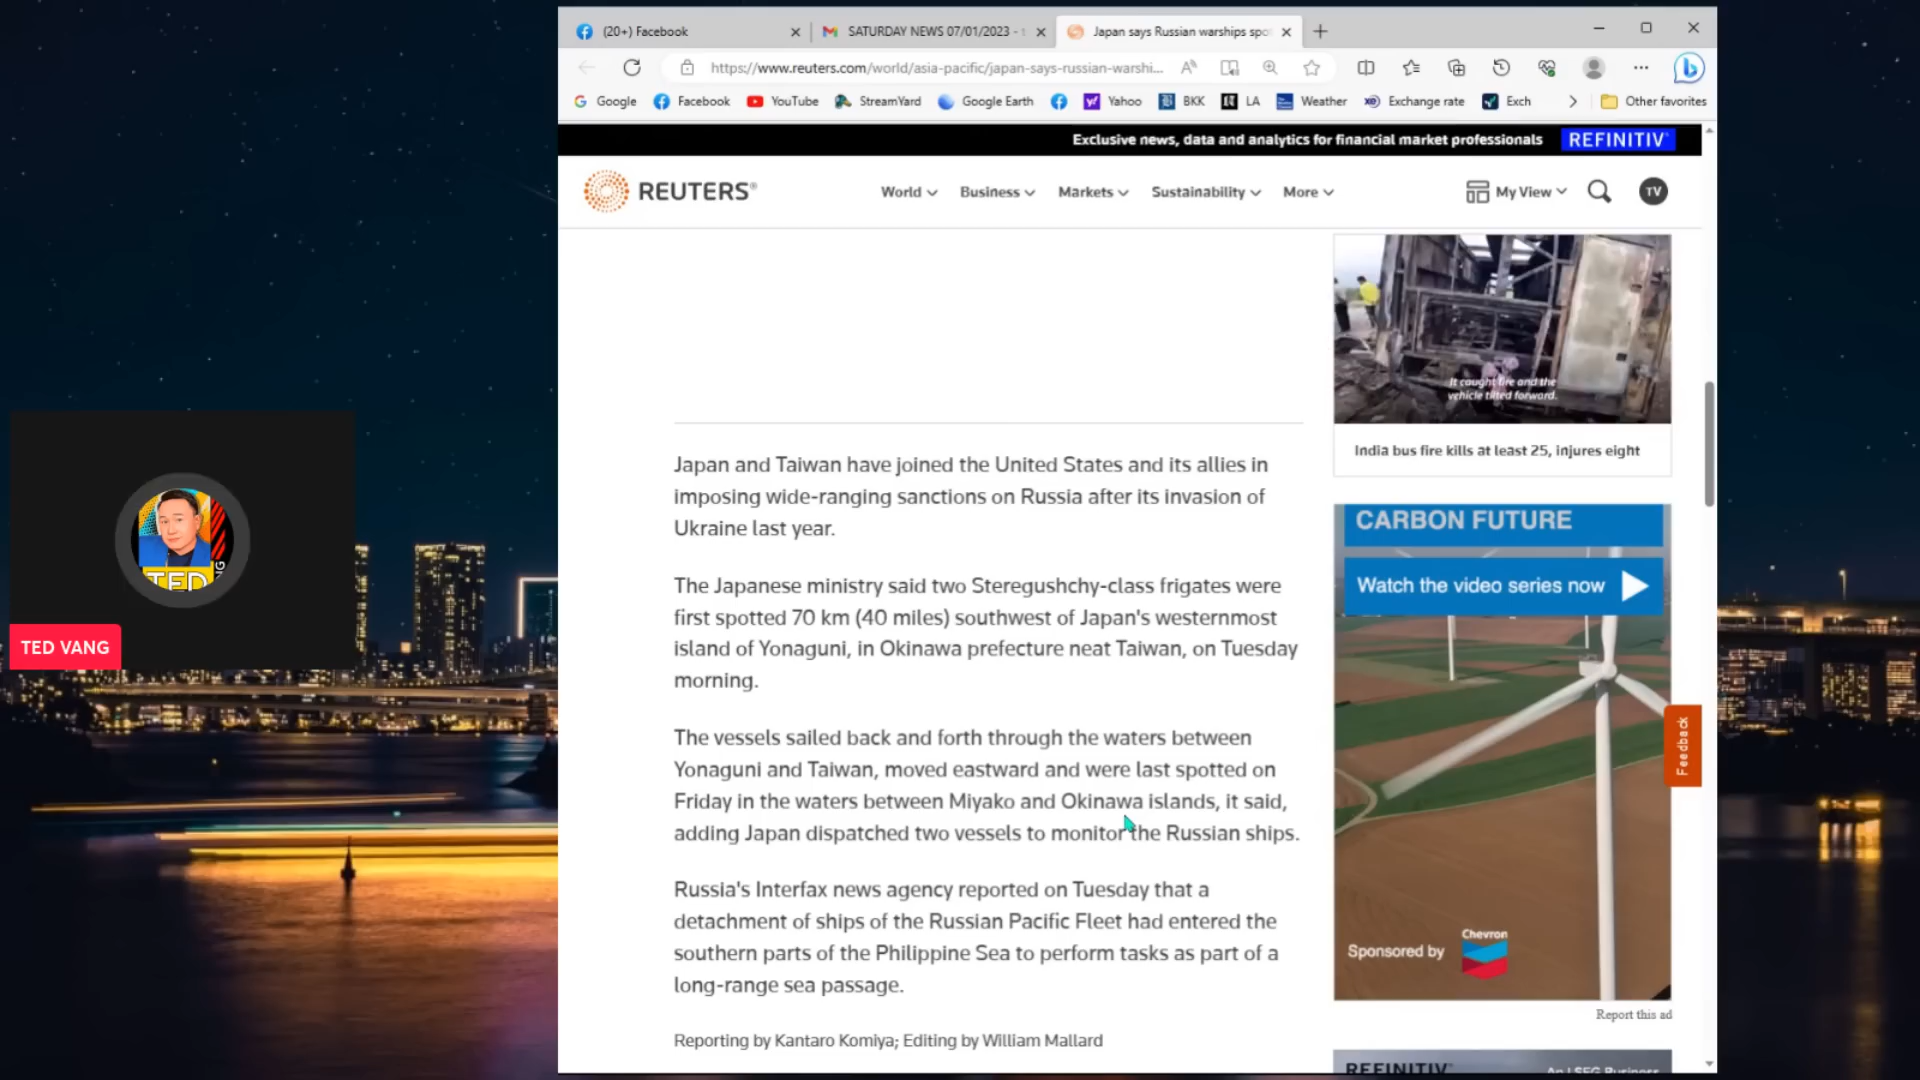 (20+) Facebook
SATURDAY NEWS 07/01/2023 -
Japan says Russian warships spo
https://www.reuters.com/world/asia-pacific/japan-says-russian-warshi...
Google
Facebook
YouTube
StreamYard
Google Earth
Yahoo
BKK
LA
Weather
Exchange rate
Exch
Other favorites
Exclusive news, data and analytics for financial market professionals
REFINITIV
REUTERS
World
Business
Markets
Sustainability
More
My View
TV
It caught fire and the
vehicle tilted forward.
India bus fire kills at least 25, injures eight
Japan and Taiwan have joined the United States and its allies in
imposing wide-ranging sanctions on Russia after its invasion of
Ukraine last year.
The Japanese ministry said two Steregushchy-class frigates were
first spotted 70 km (40 miles) southwest of Japan's westernmost
island of Yonaguni, in Okinawa prefecture neat Taiwan, on Tuesday
morning.
The vessels sailed back and forth through the waters between
Yonaguni and Taiwan, moved eastward and were last spotted on
Friday in the waters between Miyako and Okinawa islands, it said,
adding Japan dispatched two vessels to monitor the Russian ships.
Russia's Interfax news agency reported on Tuesday that a
detachment of ships of the Russian Pacific Fleet had entered the
southern parts of the Philippine Sea to perform tasks as part of a
long-range sea passage.
Reporting by Kantaro Komiya; Editing by William Mallard
CARBON FUTURE
Watch the video series now
Feedback
Sponsored by
Chevron
Report this ad
REFINITIV
An LSEG Business
TED
TED VANG